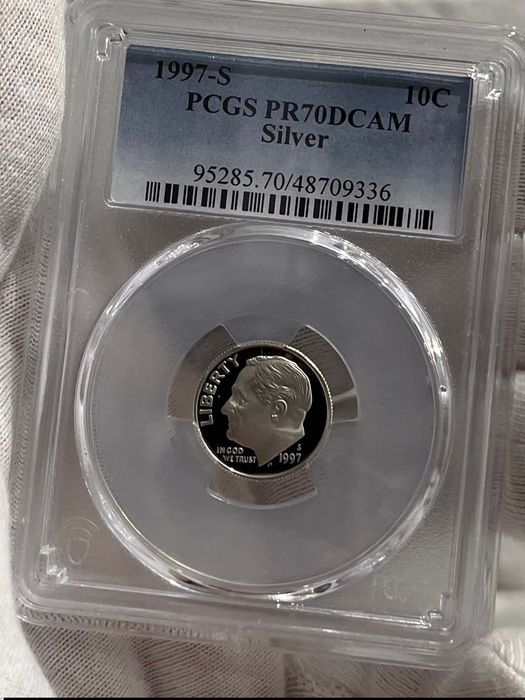 1997-S 10C
PCGS PR70DCAM
Silver
95285.70/48709336
LIBERTY
IN GOD
WE TRUST
S
1997